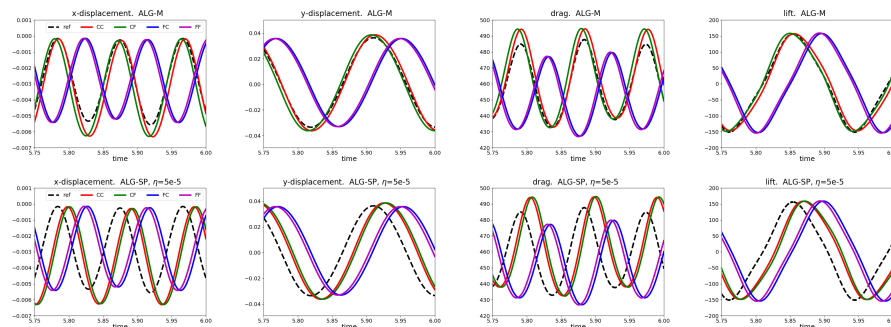 x-displacement. ALG-M
y-displacement. ALG-M
drag. ALG-M
lift. ALG-M
ref CC CF FC FF
0.001
0.000
-0.001
-0.002
-0.003
-0.004
-0.005
-0.006
-0.007
5.75 5.80 5.85 5.90 5.95 6.00
time
0.04
0.02
0.00
-0.02
-0.04
5.75 5.80 5.85 5.90 5.95 6.00
time
500
490
480
470
460
450
440
430
420
5.75 5.80 5.85 5.90 5.95 6.00
time
200
150
100
50
0
-50
-100
-150
-200
5.75 5.80 5.85 5.90 5.95 6.00
time
x-displacement. ALG-SP, η=5e-5
y-displacement. ALG-SP, η=5e-5
drag. ALG-SP, η=5e-5
lift. ALG-SP, η=5e-5
ref CC CF FC FF
0.001
0.000
-0.001
-0.002
-0.003
-0.004
-0.005
-0.006
-0.007
5.75 5.80 5.85 5.90 5.95 6.00
time
0.04
0.02
0.00
-0.02
-0.04
5.75 5.80 5.85 5.90 5.95 6.00
time
500
490
480
470
460
450
440
430
420
5.75 5.80 5.85 5.90 5.95 6.00
time
200
150
100
50
0
-50
-100
-150
-200
5.75 5.80 5.85 5.90 5.95 6.00
time